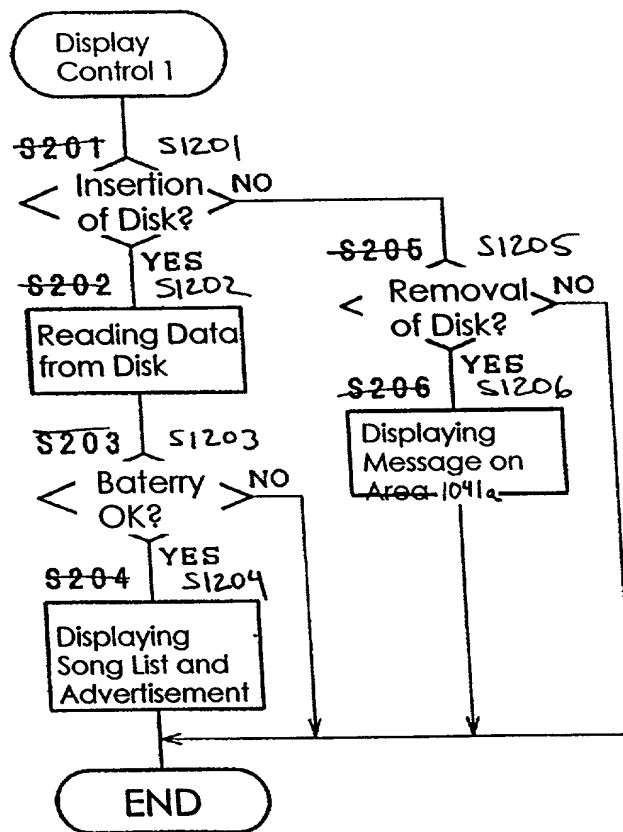 Display
Control 1
S201 S1201
Insertion
of Disk?
NO
YES
S202 S1202
Reading Data
from Disk
S203 S1203
Baterry
OK?
NO
YES
S204 S1204
Displaying
Song List and
Advertisement
S205 S1205
Removal
of Disk?
NO
YES
S206 S1206
Displaying
Message on
Area 1041a
END